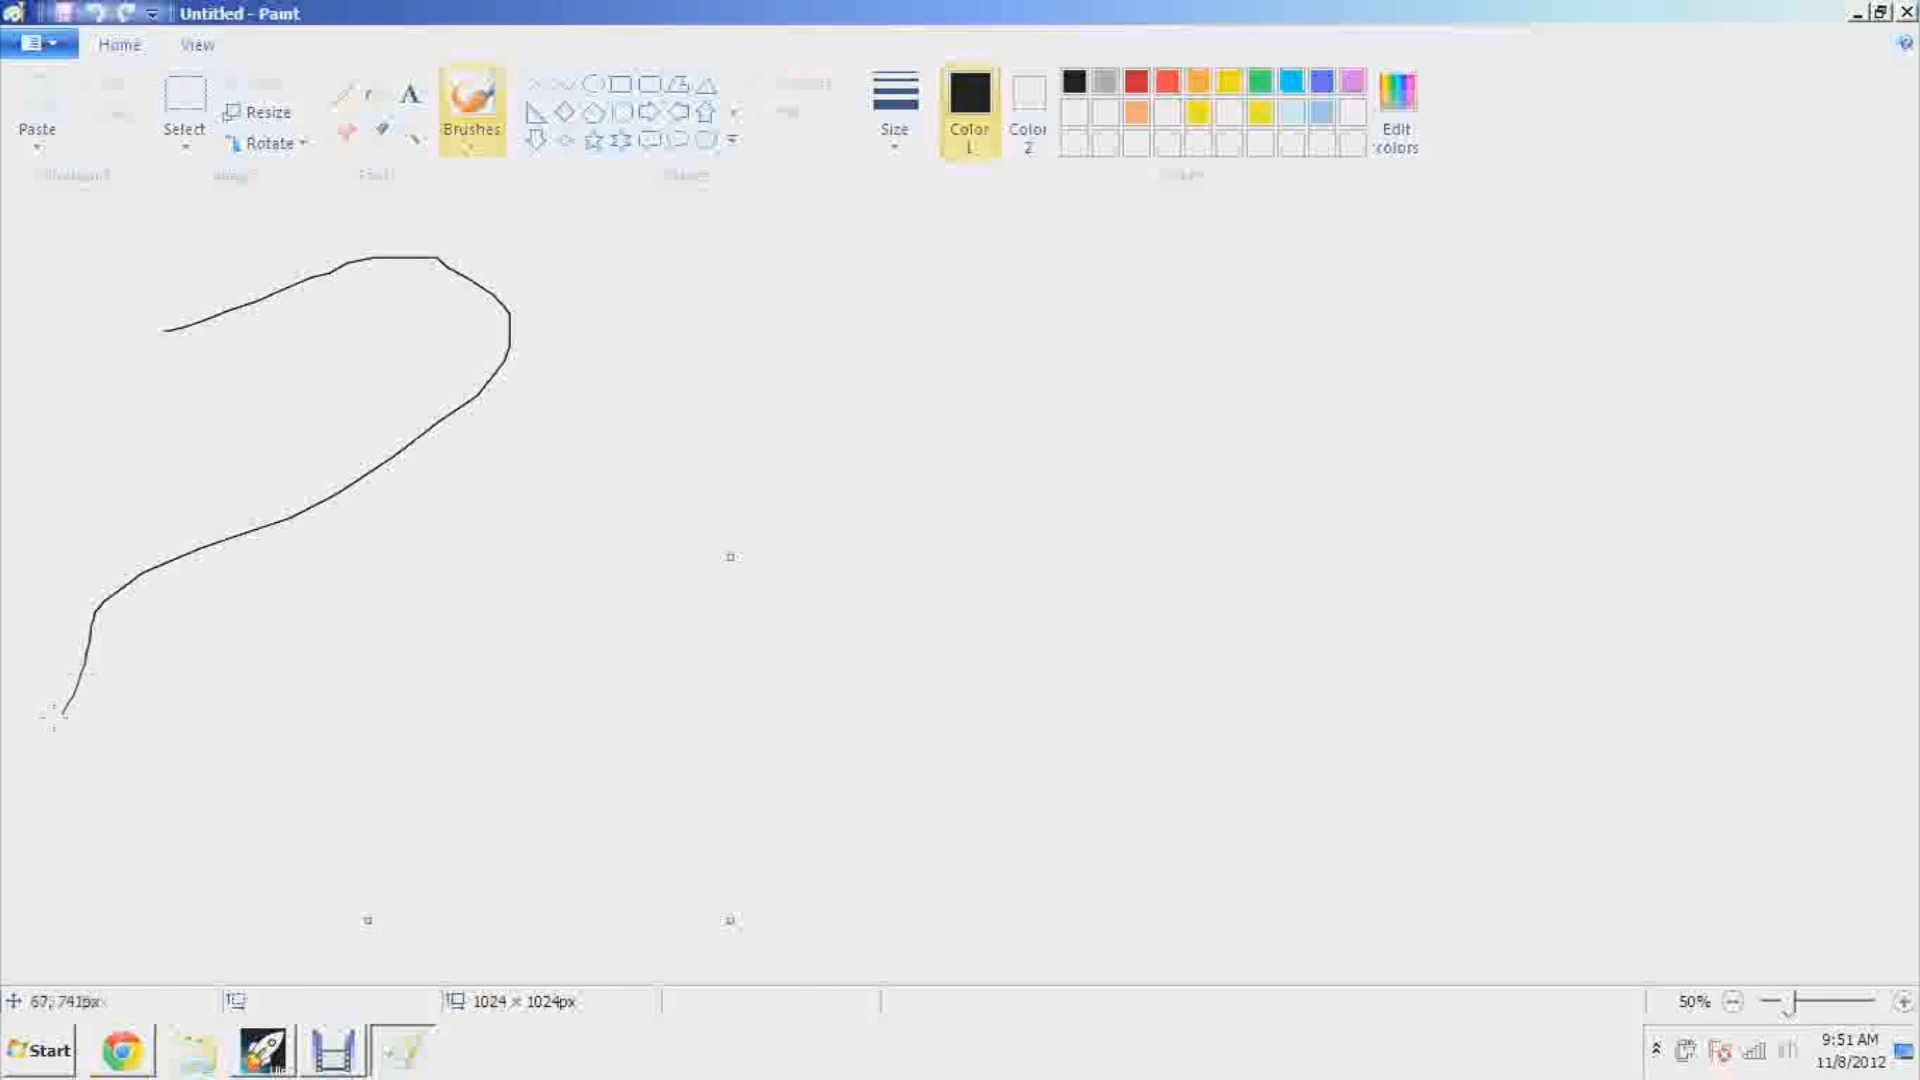 Untitled - Paint
Home View
Paste
Select
Resize
Rotate
A
Brushes
Size
Color 1
Color 2
Edit colors
67, 741px
1024 × 1024px
50%
Start
9:51 AM
11/8/2012